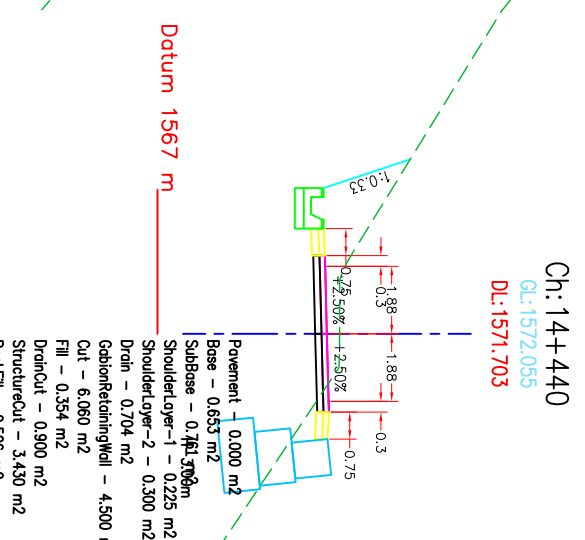 Ch:14+440
GL:1572.055
DL:1571.703
1:0.33
0.75
0.3
1.88
1.88
0.3
0.75
+2.50%
+2.50%
Datum 1567 m
Pavement - 0.000 m2
Base - 0.653 m2
SubBase - 0.761 m2
ShoulderLayer-1 - 0.225 m2
ShoulderLayer-2 - 0.300 m2
Drain - 0.704 m2
GabionRetainingWall - 4.500
Cut - 6.060 m2
Fill - 0.354 m2
DrainCut - 0.900 m2
StructureCut - 3.430 m2